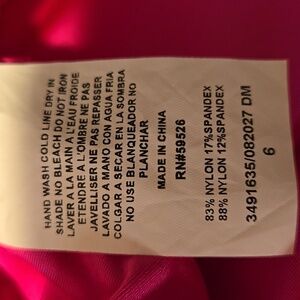 HAND WASH COLD LINE DRY IN
SHADE NO BLEACH DO NOT IRON
LAVER A LA MAIN A L'EAU FROIDE
ETENDRE A L'OMBRE NE PAS
JAVELLISER NE PAS REPASSER
LAVADO A MANO CON AGUA FRIA
COLGAR A SECAR EN LA SOMBRA
NO USE BLANQUEADOR NO
PLANCHAR
MADE IN CHINA
RN#59526
83% NYLON 17%SPANDEX
88% NYLON 12%SPANDEX
3491635/082027 DM
6